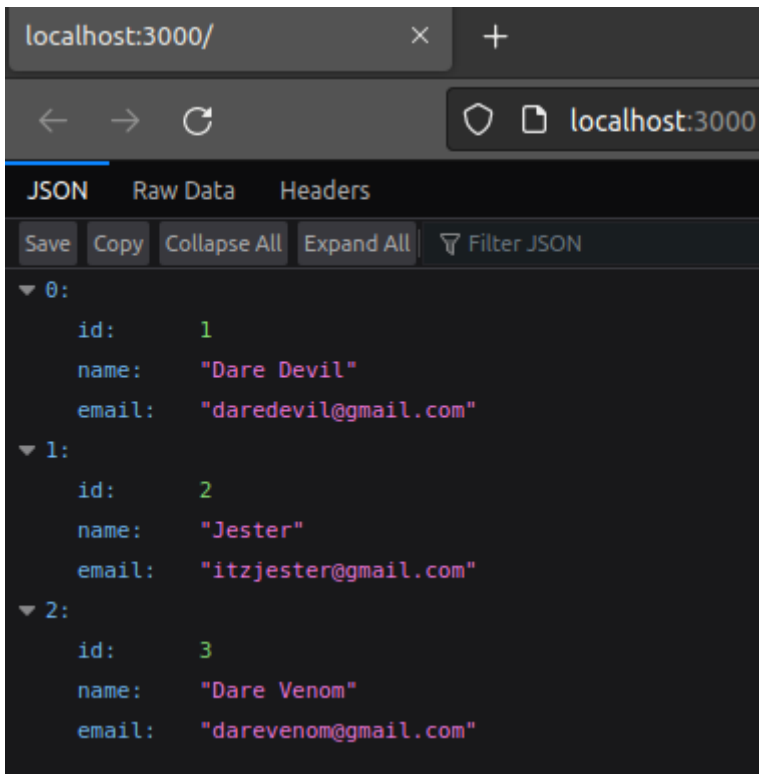 localhost:3000/
localhost:3000
JSON Raw Data Headers
Save Copy Collapse All Expand All Filter JSON
0:
id: 1
name: "Dare Devil"
email: "daredevil@gmail.com"
1:
id: 2
name: "Jester"
email: "itzjester@gmail.com"
2:
id: 3
name: "Dare Venom"
email: "darevenom@gmail.com"